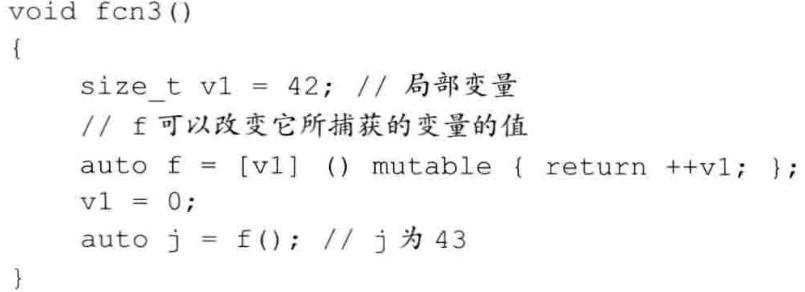 void fcn3()
{
    size_t v1 = 42; // 局部变量
    // f 可以改变它所捕获的变量的值
    auto f = [v1] () mutable { return ++v1; };
    v1 = 0;
    auto j = f(); // j 为 43
}